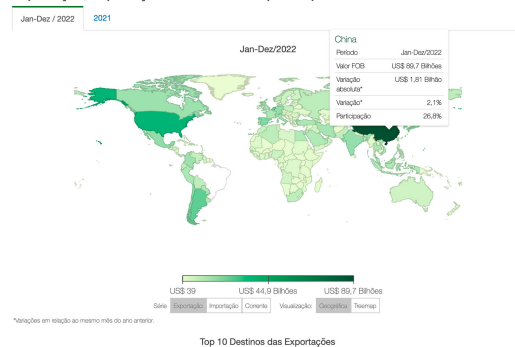 Jan-Dez / 2022
2021
Jan-Dez/2022
China
Período Jan-Dez/2022
Valor FOB US$ 89,7 Bilhões
Variação absoluta* US$ 1,81 Bilhão
Variação* 2,1%
Participação 26,8%
US$ 39 US$ 44,9 Bilhões US$ 89,7 Bilhões
Série: Exportação Importação Corrente Visualização: Geográfica Treemap
*Variações em relação ao mesmo mês do ano anterior.
Top 10 Destinos das Exportações